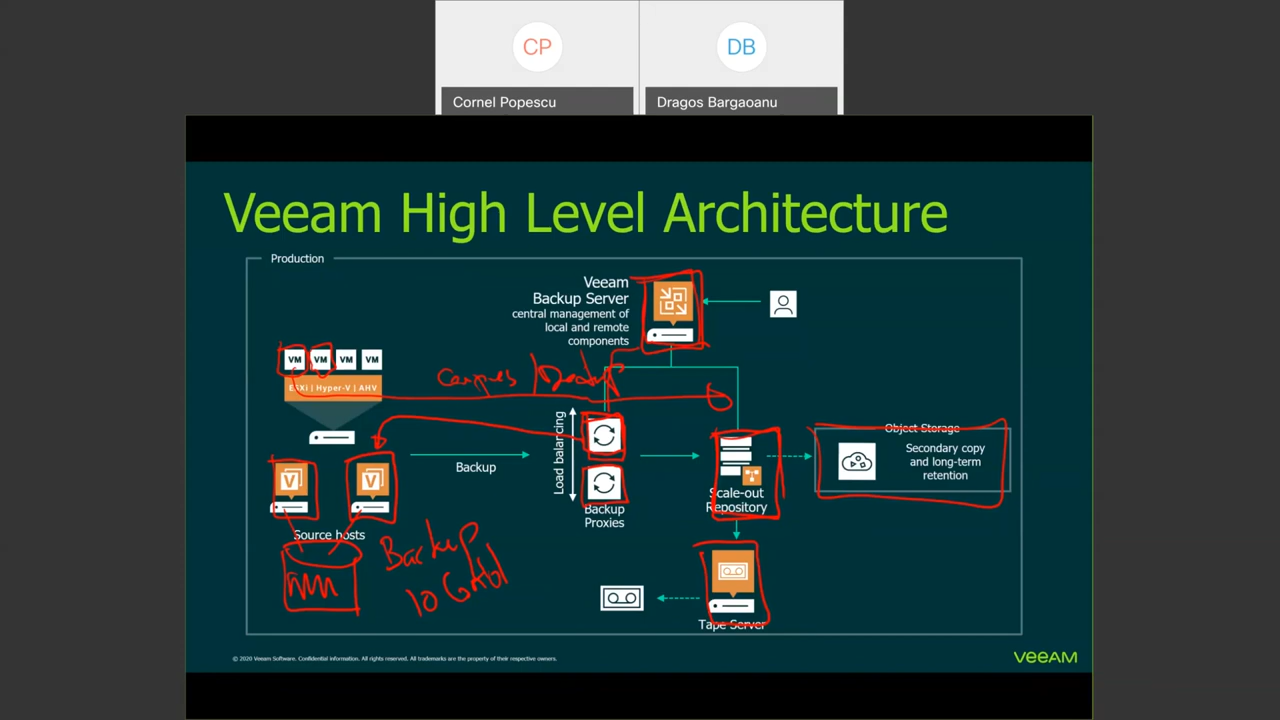 CP
DB
Cornel Popescu
Dragos Bargaoanu
Veeam High Level Architecture
Production
Veeam
Backup Server
central management of
local and remote
components
VM VM VM VM
ESXi | Hyper-V | AHV
Load balancing
Backup
Backup
Proxies
Scale-out
Repository
Object Storage
Secondary copy
and long-term
retention
Source hosts
Backup
Tape Server
© 2020 Veeam Software. Confidential information. All rights reserved. All trademarks are the property of their respective owners.
VEEAM